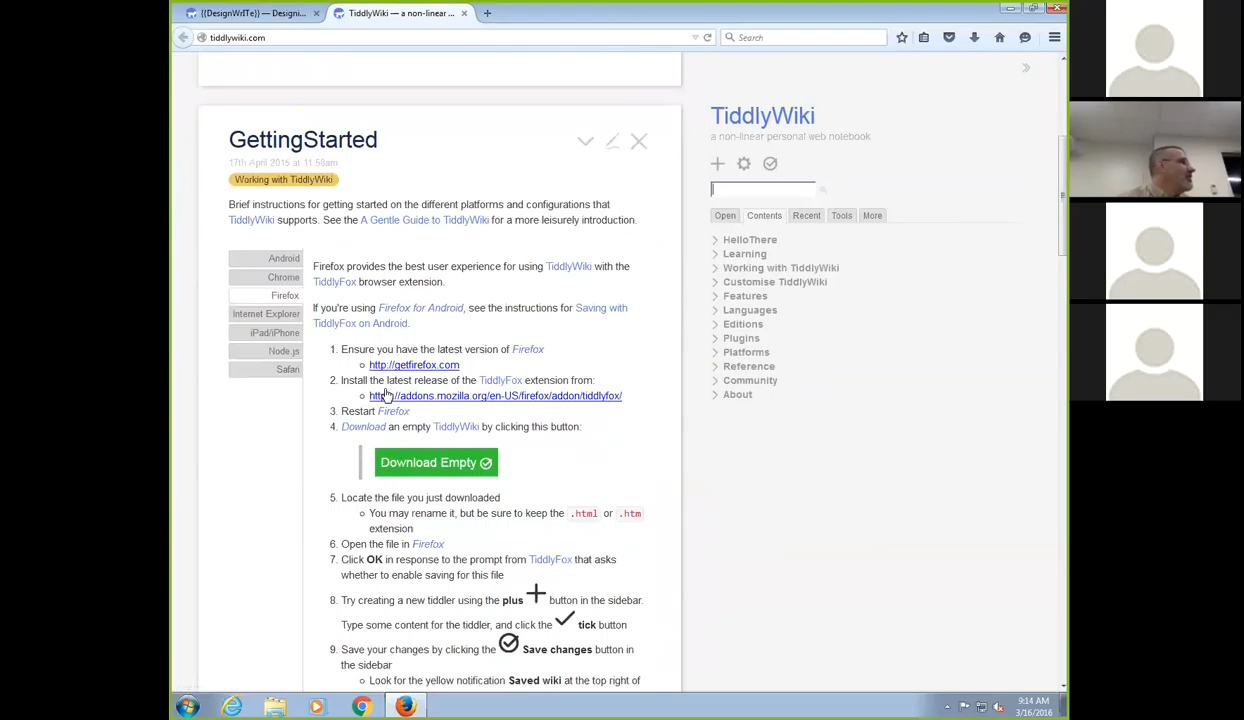 {{DesignWrITe}} — Designi...
TiddlyWiki — a non-linear ...
tiddlywiki.com
Search
GettingStarted
17th April 2015 at 11:58am
Working with TiddlyWiki
Brief instructions for getting started on the different platforms and configurations that
TiddlyWiki supports. See the A Gentle Guide to TiddlyWiki for a more leisurely introduction.
Android
Chrome
Firefox
Internet Explorer
iPad/iPhone
Node.js
Safari
Firefox provides the best user experience for using TiddlyWiki with the
TiddlyFox browser extension.
If you're using Firefox for Android, see the instructions for Saving with
TiddlyFox on Android.
1. Ensure you have the latest version of Firefox
http://getfirefox.com
2. Install the latest release of the TiddlyFox extension from:
https://addons.mozilla.org/en-US/firefox/addon/tiddlyfox/
3. Restart Firefox
4. Download an empty TiddlyWiki by clicking this button:
Download Empty
5. Locate the file you just downloaded
You may rename it, but be sure to keep the .html or .htm
extension
6. Open the file in Firefox
7. Click OK in response to the prompt from TiddlyFox that asks
whether to enable saving for this file
8. Try creating a new tiddler using the plus button in the sidebar.
Type some content for the tiddler, and click the tick button
9. Save your changes by clicking the Save changes button in
the sidebar
Look for the yellow notification Saved wiki at the top right of
TiddlyWiki
a non-linear personal web notebook
Open
Contents
Recent
Tools
More
HelloThere
Learning
Working with TiddlyWiki
Customise TiddlyWiki
Features
Languages
Editions
Plugins
Platforms
Reference
Community
About
9:14 AM
3/16/2016